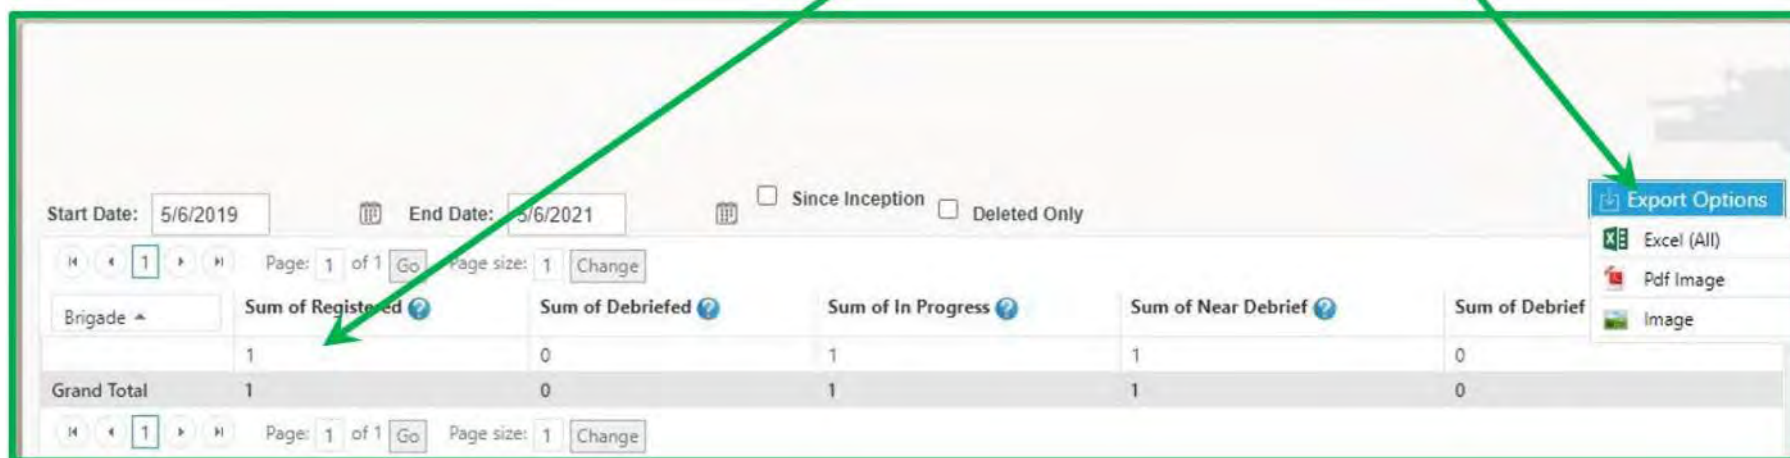 Start Date: 5/6/2019 End Date: 5/6/2021 Since Inception Deleted Only
Export Options
Excel (All)
Pdf Image
Image
1 Page: 1 of 1 Go Page size: 1 Change
Brigade Sum of Registered Sum of Debriefed Sum of In Progress Sum of Near Debrief Sum of Debrief
1 0 1 1 0
Grand Total 1 0 1 1 0
1 Page: 1 of 1 Go Page size: 1 Change